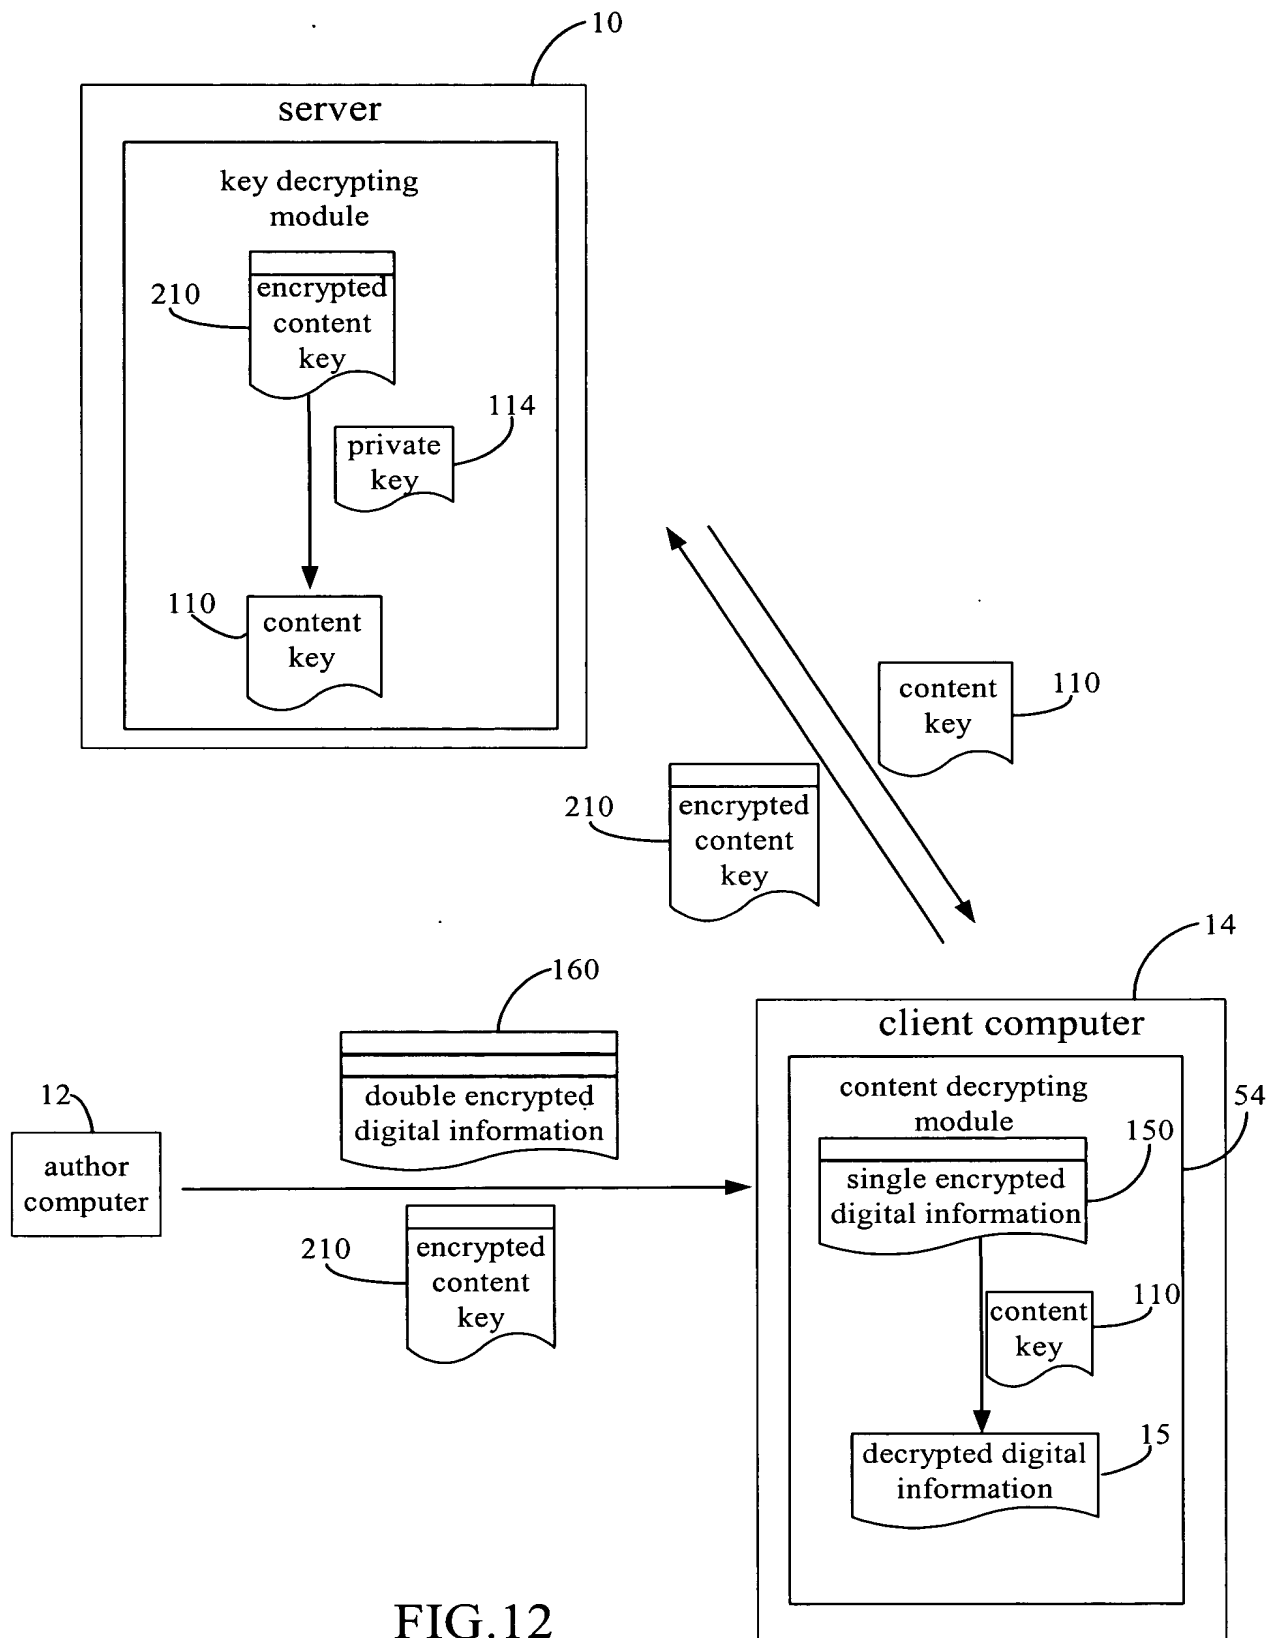 10
server
key decrypting
module
210
encrypted
content
key
114
private
key
110
content
key
content
key
110
210
encrypted
content
key
14
160
client computer
12
double encrypted
digital information
content decrypting
module
54
150
author
computer
single encrypted
digital information
210
encrypted
content
key
110
content
key
15
decrypted digital
information
FIG.12